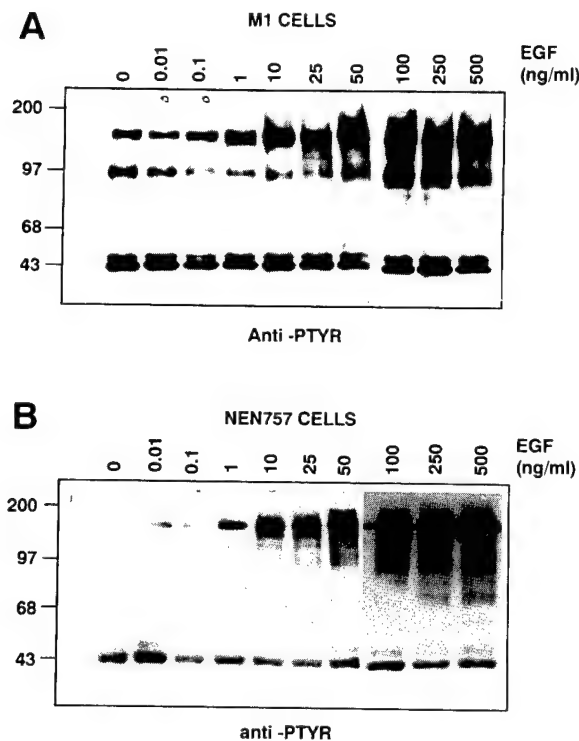 A
M1 CELLS
0 0.01 0.1 1 10 25 50 100 250 500
EGF
(ng/ml)
200
97
68
43
Anti -PTYR
B
NEN757 CELLS
0 0.01 0.1 1 10 25 50 100 250 500
EGF
(ng/ml)
200
97
68
43
anti -PTYR